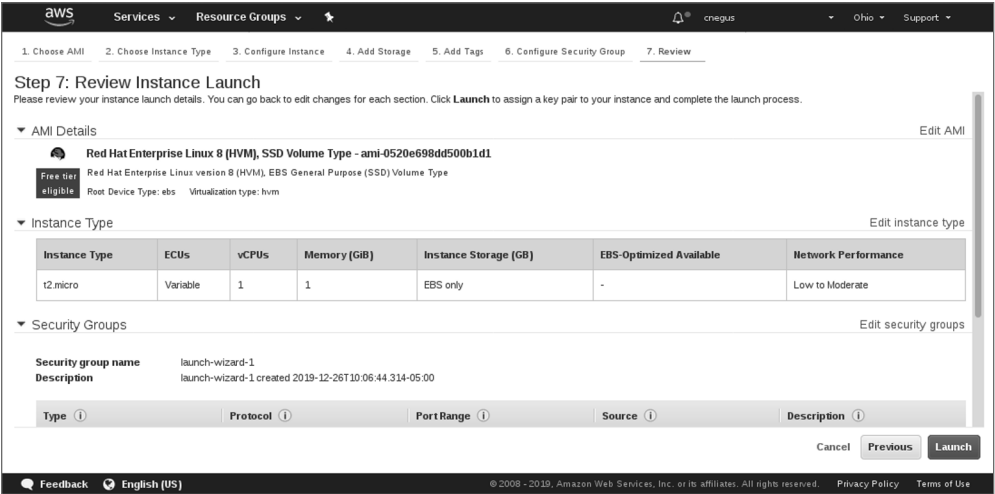 aws Services Resource Groups cnegus Ohio Support
1. Choose AMI 2. Choose Instance Type 3. Configure Instance 4. Add Storage 5. Add Tags 6. Configure Security Group 7. Review
Step 7: Review Instance Launch
Please review your instance launch details. You can go back to edit changes for each section. Click Launch to assign a key pair to your instance and complete the launch process.
AMI Details Edit AMI
Red Hat Enterprise Linux 8 (HVM), SSD Volume Type - ami-0520e698dd500b1d1
Free tier eligible
Red Hat Enterprise Linux version 8 (HVM), EBS General Purpose (SSD) Volume Type
Root Device Type: ebs Virtualization type: hvm
Instance Type Edit instance type
Instance Type ECUs vCPUs Memory (GiB) Instance Storage (GB) EBS-Optimized Available Network Performance
t2.micro Variable 1 1 EBS only - Low to Moderate
Security Groups Edit security groups
Security group name launch-wizard-1
Description launch-wizard-1 created 2019-12-26T10:06:44.314-05:00
Type Protocol Port Range Source Description
Cancel Previous Launch
Feedback English (US) © 2008 - 2019, Amazon Web Services, Inc. or its affiliates. All rights reserved. Privacy Policy Terms of Use